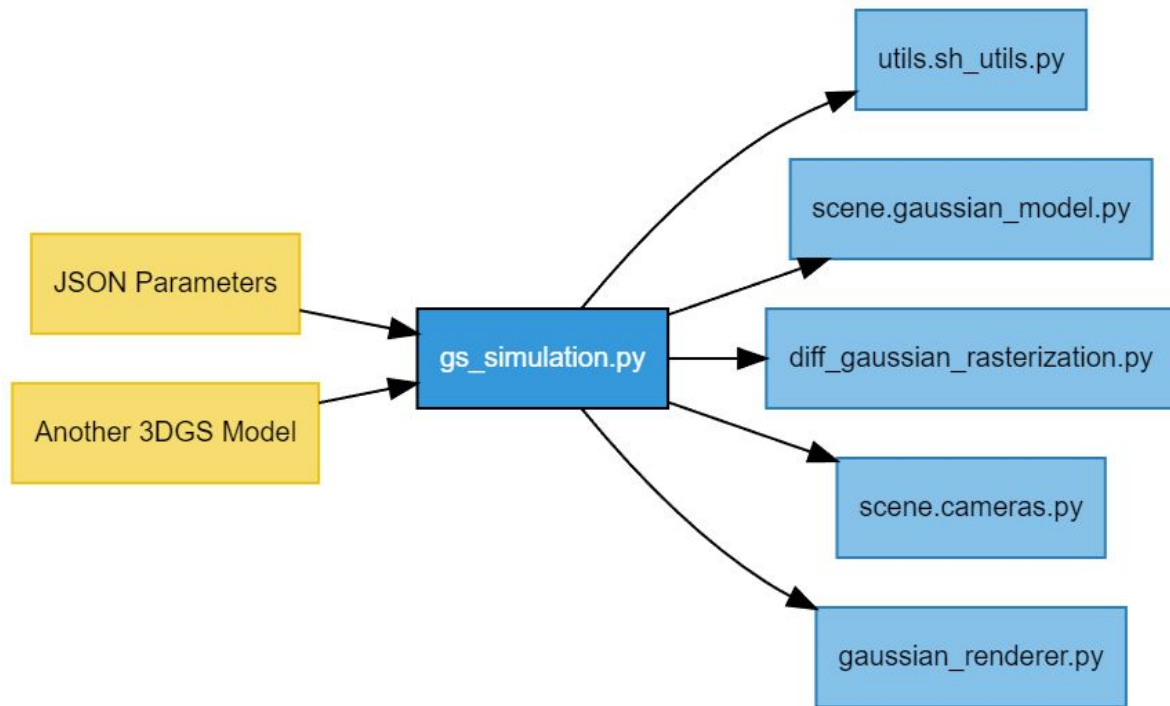 utils.sh_utils.py
scene.gaussian_model.py
JSON Parameters
gs_simulation.py
diff_gaussian_rasterization.py
Another 3DGS Model
scene.cameras.py
gaussian_renderer.py